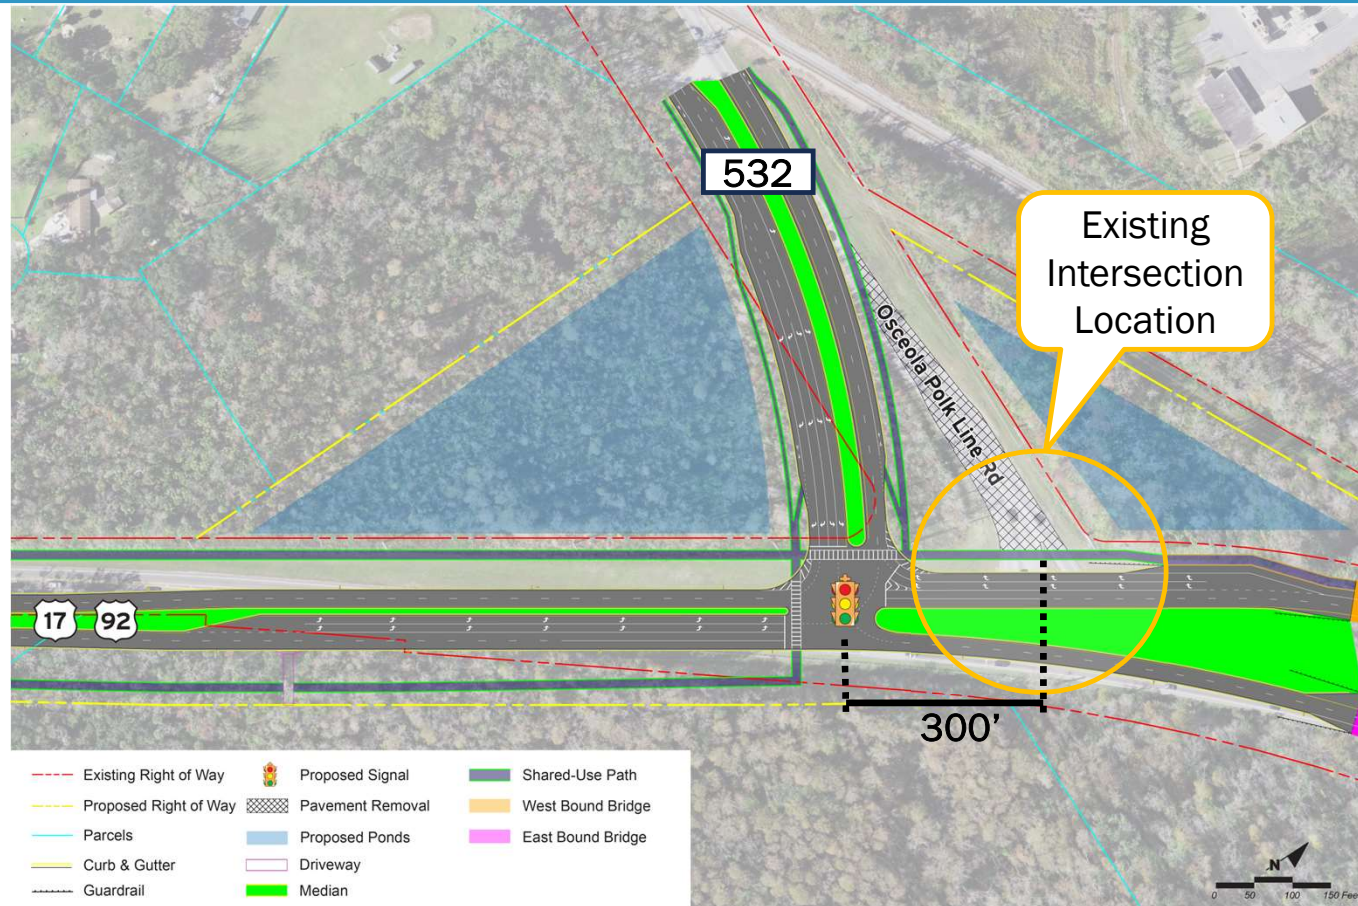 532
Existing
Intersection
Location
Osceola Polk Line Rd
17 92
300’
Existing Right of Way
Proposed Right of Way
Parcels
Curb & Gutter
Guardrail
Proposed Signal
Pavement Removal
Proposed Ponds
Driveway
Median
Shared-Use Path
West Bound Bridge
East Bound Bridge
N
0 50 100 150 Feet